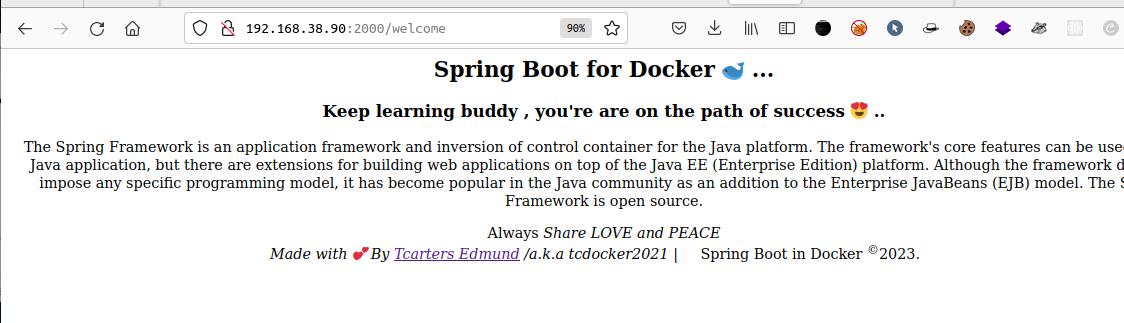 192.168.38.90:2000/welcome
90%
Spring Boot for Docker 🐳 ...
Keep learning buddy , you're are on the path of success 😍 ..
The Spring Framework is an application framework and inversion of control container for the Java platform. The framework's core features can be use
Java application, but there are extensions for building web applications on top of the Java EE (Enterprise Edition) platform. Although the framework d
impose any specific programming model, it has become popular in the Java community as an addition to the Enterprise JavaBeans (EJB) model. The S
Framework is open source.
Always Share LOVE and PEACE
Made with 💕 By Tcarters Edmund /a.k.a tcdocker2021 | Spring Boot in Docker ©2023.